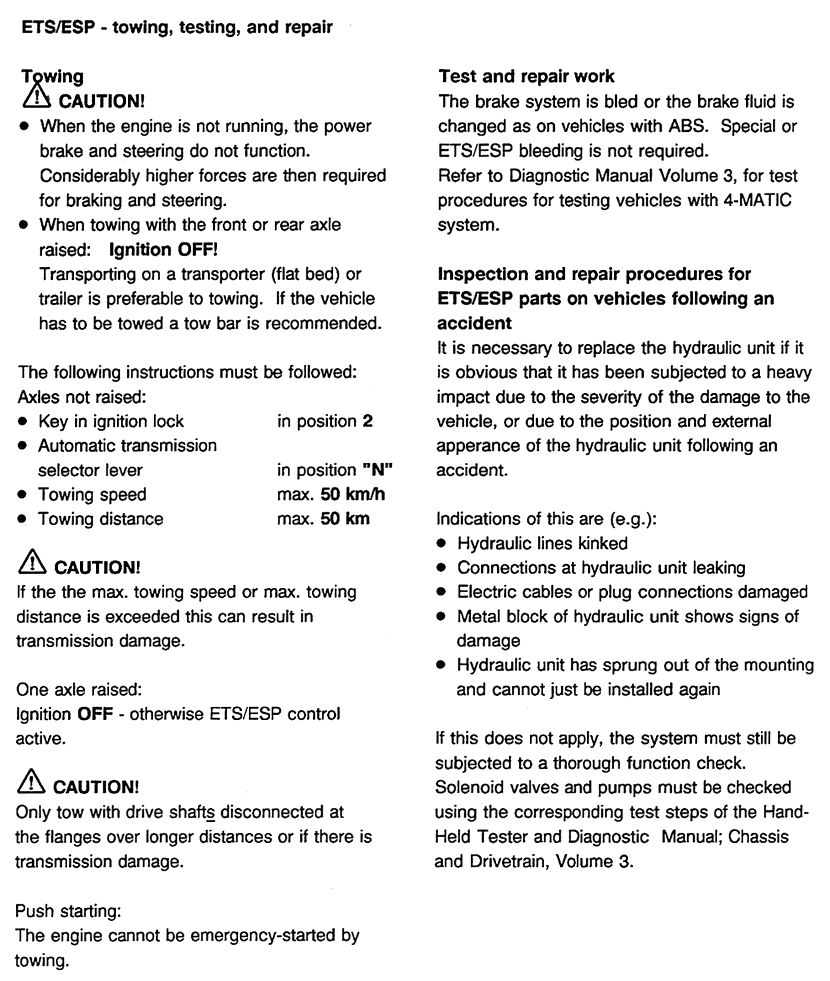 ETS/ESP - towing, testing, and repair
Towing
CAUTION!
● When the engine is not running, the power
brake and steering do not function.
Considerably higher forces are then required
for braking and steering.
● When towing with the front or rear axle
raised: Ignition OFF!
Transporting on a transporter (flat bed) or
trailer is preferable to towing. If the vehicle
has to be towed a tow bar is recommended.
The following instructions must be followed:
Axles not raised:
● Key in ignition lock in position 2
● Automatic transmission
selector lever in position "N"
● Towing speed max. 50 km/h
● Towing distance max. 50 km
CAUTION!
If the the max. towing speed or max. towing
distance is exceeded this can result in
transmission damage.
One axle raised:
Ignition OFF - otherwise ETS/ESP control
active.
CAUTION!
Only tow with drive shafts disconnected at
the flanges over longer distances or if there is
transmission damage.
Push starting:
The engine cannot be emergency-started by
towing.
Test and repair work
The brake system is bled or the brake fluid is
changed as on vehicles with ABS. Special or
ETS/ESP bleeding is not required.
Refer to Diagnostic Manual Volume 3, for test
procedures for testing vehicles with 4-MATIC
system.
Inspection and repair procedures for
ETS/ESP parts on vehicles following an
accident
It is necessary to replace the hydraulic unit if it
is obvious that it has been subjected to a heavy
impact due to the severity of the damage to the
vehicle, or due to the position and external
apperance of the hydraulic unit following an
accident.
Indications of this are (e.g.):
● Hydraulic lines kinked
● Connections at hydraulic unit leaking
● Electric cables or plug connections damaged
● Metal block of hydraulic unit shows signs of
damage
● Hydraulic unit has sprung out of the mounting
and cannot just be installed again
If this does not apply, the system must still be
subjected to a thorough function check.
Solenoid valves and pumps must be checked
using the corresponding test steps of the Hand-
Held Tester and Diagnostic Manual; Chassis
and Drivetrain, Volume 3.